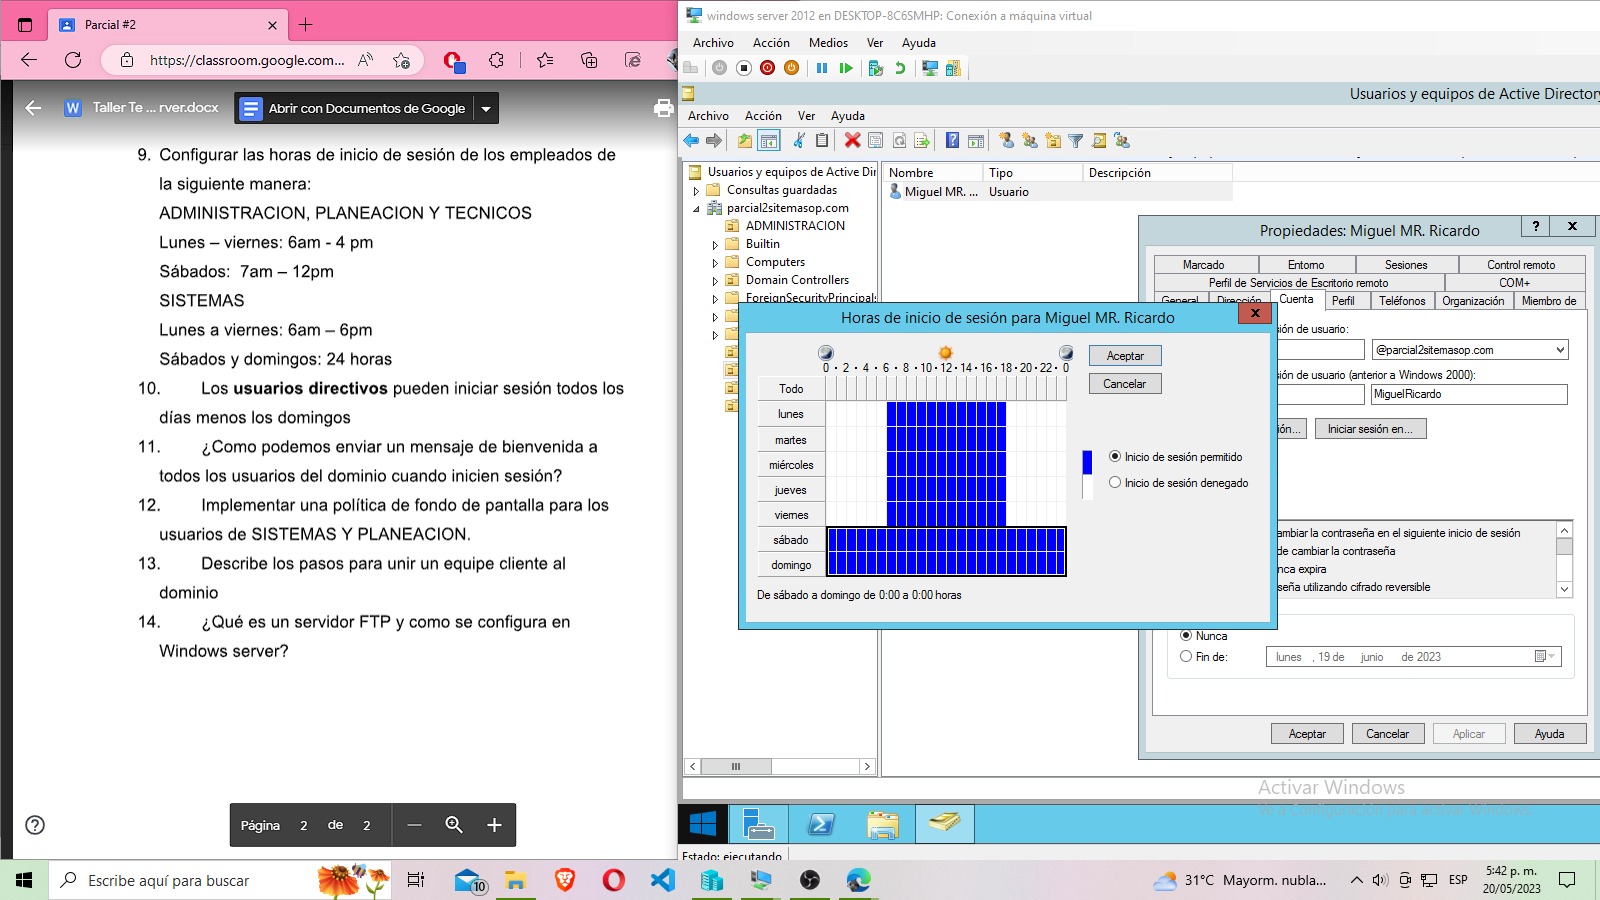 Parcial #2
https://classroom.google.com...
Taller Te ... rver.docx
Abrir con Documentos de Google
9. Configurar las horas de inicio de sesión de los empleados de
la siguiente manera:
ADMINISTRACION, PLANEACION Y TECNICOS
Lunes – viernes: 6am - 4 pm
Sábados: 7am – 12pm
SISTEMAS
Lunes a viernes: 6am – 6pm
Sábados y domingos: 24 horas
10. Los usuarios directivos pueden iniciar sesión todos los
días menos los domingos
11. ¿Como podemos enviar un mensaje de bienvenida a
todos los usuarios del dominio cuando inicien sesión?
12. Implementar una política de fondo de pantalla para los
usuarios de SISTEMAS Y PLANEACION.
13. Describe los pasos para unir un equipe cliente al
dominio
14. ¿Qué es un servidor FTP y como se configura en
Windows server?
Página 2 de 2
windows server 2012 en DESKTOP-8C6SMHP: Conexión a máquina virtual
Archivo Acción Medios Ver Ayuda
Usuarios y equipos de Active Directory
Archivo Acción Ver Ayuda
Usuarios y equipos de Active Dir
Consultas guardadas
parcial2sitemasop.com
ADMINISTRACION
Builtin
Computers
Domain Controllers
ForeignSecurityPrincipals
Nombre Tipo Descripción
Miguel MR. ... Usuario
Propiedades: Miguel MR. Ricardo
Marcado Entorno Sesiones Control remoto
Perfil de Servicios de Escritorio remoto COM+
General Dirección Cuenta Perfil Teléfonos Organización Miembro de
sión de usuario:
@parcial2sitemasop.com
sión de usuario (anterior a Windows 2000):
MiguelRicardo
ión... Iniciar sesión en...
ambiar la contraseña en el siguiente inicio de sesión
de cambiar la contraseña
nca expira
seña utilizando cifrado reversible
Nunca
Fin de: lunes , 19 de junio de 2023
Aceptar Cancelar Aplicar Ayuda
Horas de inicio de sesión para Miguel MR. Ricardo
0 · 2 · 4 · 6 · 8 · 10 · 12 · 14 · 16 · 18 · 20 · 22 · 0
Todo
lunes
martes
miércoles
jueves
viernes
sábado
domingo
De sábado a domingo de 0:00 a 0:00 horas
Aceptar
Cancelar
Inicio de sesión permitido
Inicio de sesión denegado
Activar Windows
Ve a Configuración para activar Windows.
Estado: ejecutando
Escribe aquí para buscar
10
31°C Mayorm. nubla...
ESP
5:42 p. m.
20/05/2023